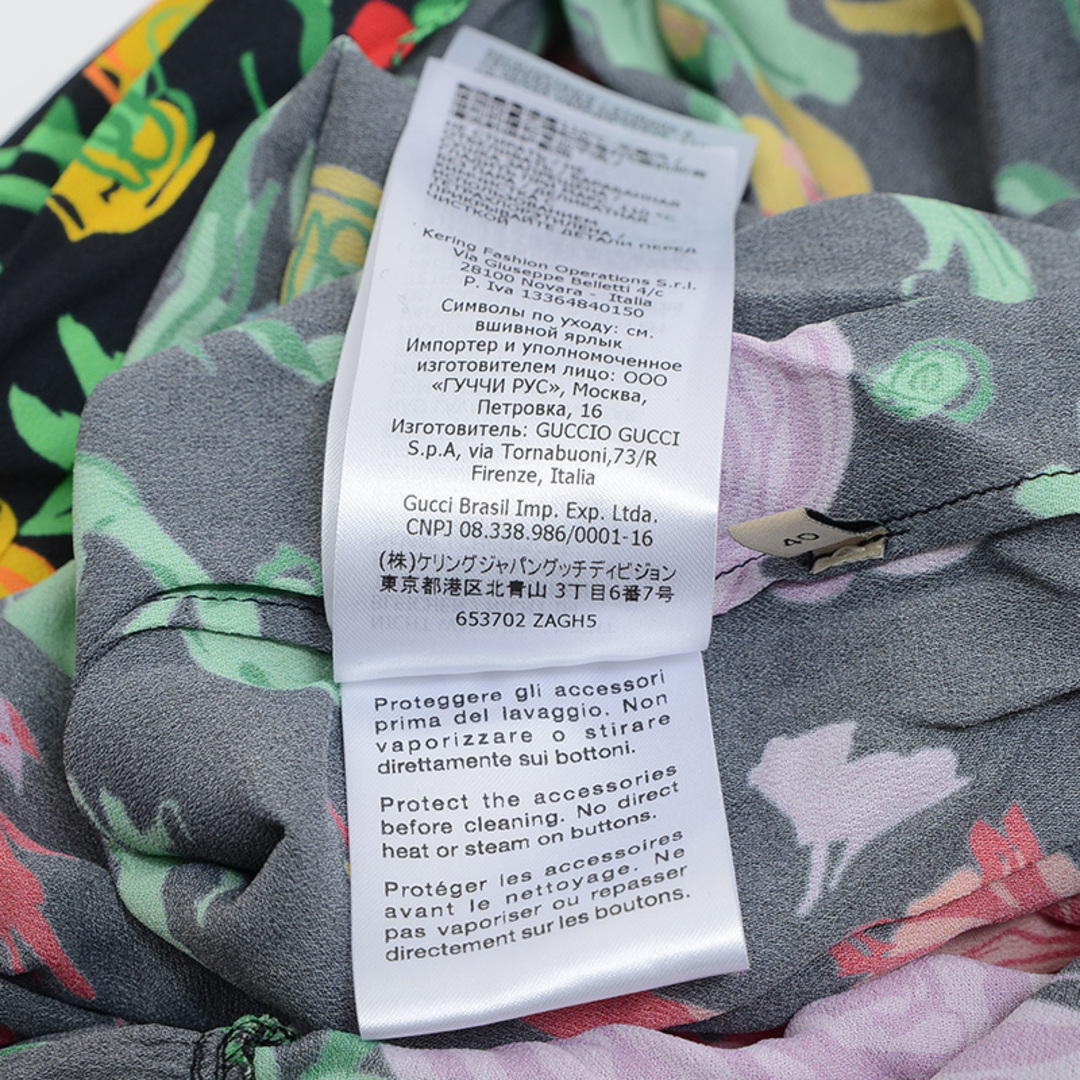 ПЕРЕД
Kering Fashion Operations S.r.l.
Via Giuseppe Belletti 4/c
28100 Novara - Italia
P. Iva 13364840150
Символы по уходу: см.
вшивной ярлык
Импортер и уполномоченное
изготовителем лицо: ООО
«ГУЧЧИ РУС», Москва,
Петровка, 16
Изготовитель: GUCCIO GUCCI
S.p.A, via Tornabuoni,73/R
Firenze, Italia
Gucci Brasil Imp. Exp. Ltda.
CNPJ 08.338.986/0001-16
(株)ケリングジャパングッチディビジョン
東京都港区北青山 3丁目6番7号
653702 ZAGH5
40
Proteggere gli accessori
prima del lavaggio. Non
vaporizzare o stirare
direttamente sui bottoni.
Protect the accessories
before cleaning. No direct
heat or steam on buttons.
Protéger les accessoires
avant le nettoyage. Ne
pas vaporiser ou repasser
directement sur les boutons.